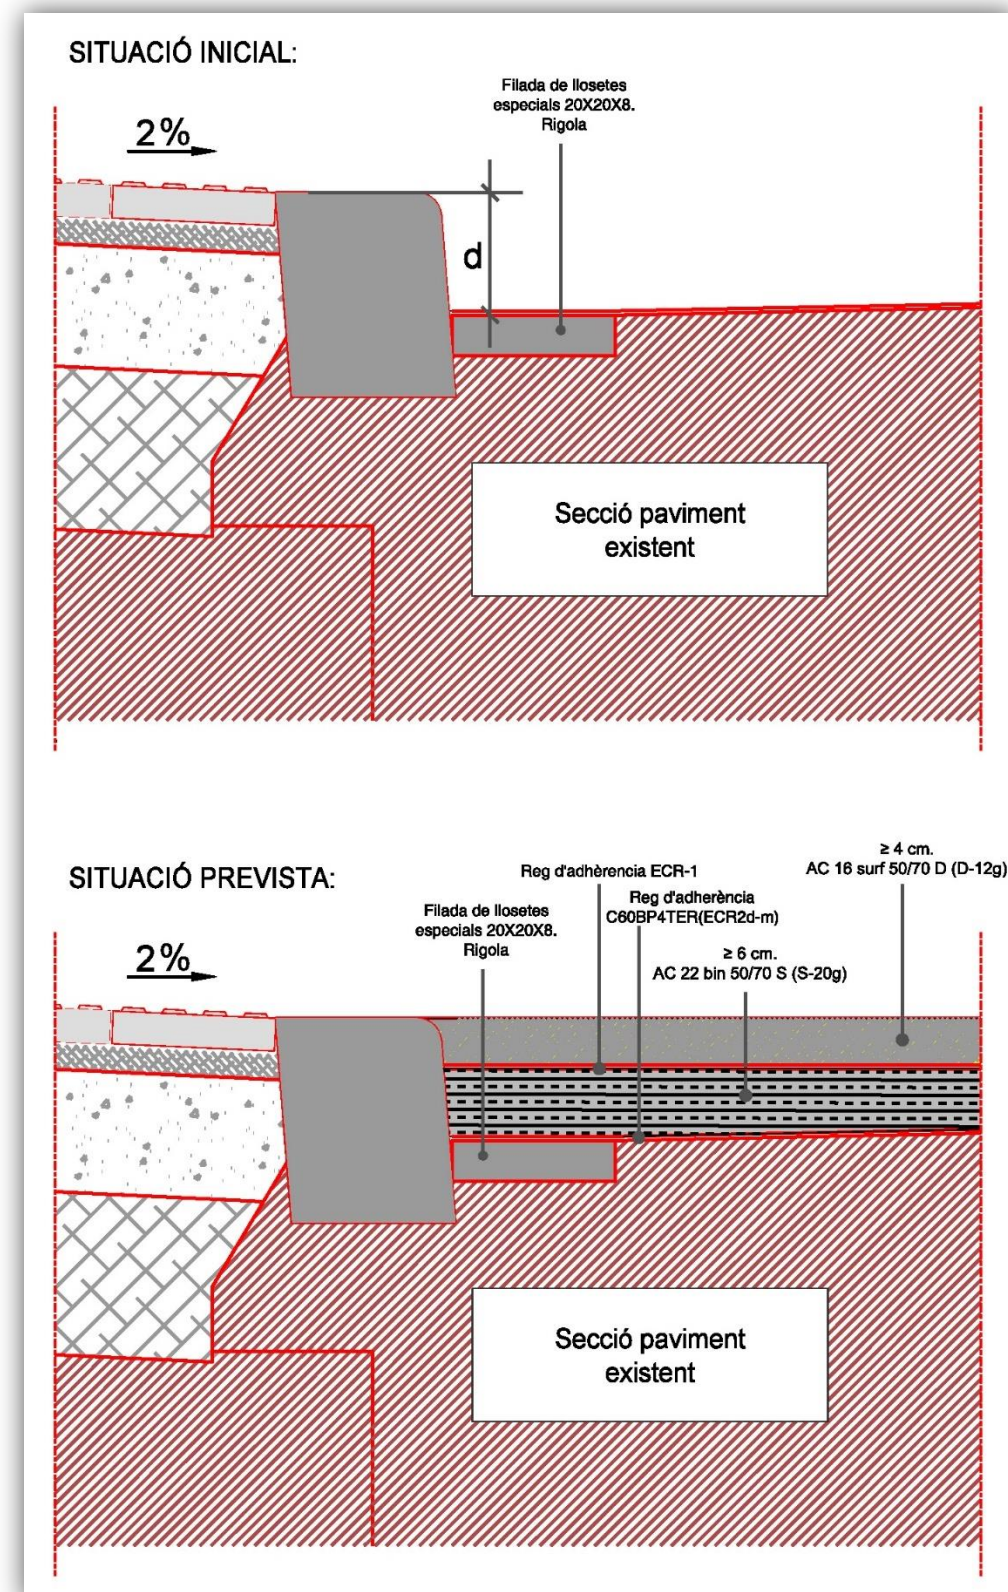 SITUACIÓ INICIAL:
Filada de llosetes
especials 20X20X8.
Rigola
2%
d
Secció paviment
existent
SITUACIÓ PREVISTA:
≥ 4 cm.
AC 16 surf 50/70 D (D-12g)
Reg d'adhèrencia ECR-1
Reg d'adherència
C60BP4TER(ECR2d-m)
Filada de llosetes
especials 20X20X8.
Rigola
≥ 6 cm.
AC 22 bin 50/70 S (S-20g)
2%
Secció paviment
existent